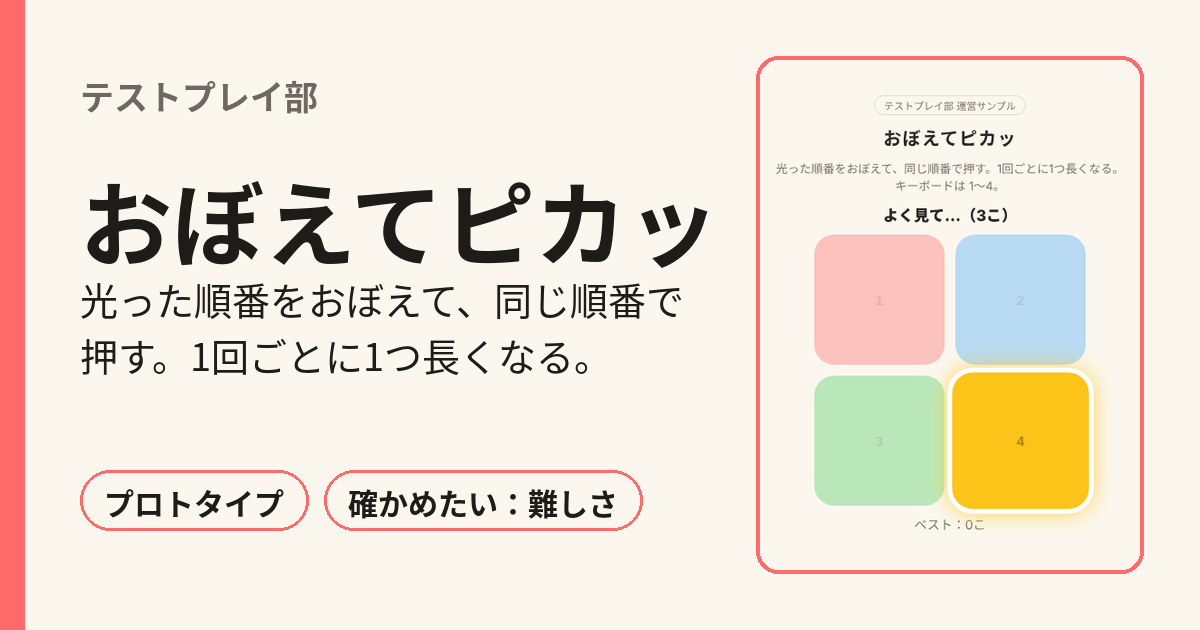 テストプレイ部
おぼえてピカッ
光った順番をおぼえて、同じ順番で
押す。1回ごとに1つ長くなる。
プロトタイプ
確かめたい：難しさ
テストプレイ部 運営サンプル
おぼえてピカッ
光った順番をおぼえて、同じ順番で押す。1回ごとに1つ長くなる。
キーボードは 1〜4。
よく見て…（3こ）
1
2
3
4
ベスト：0こ